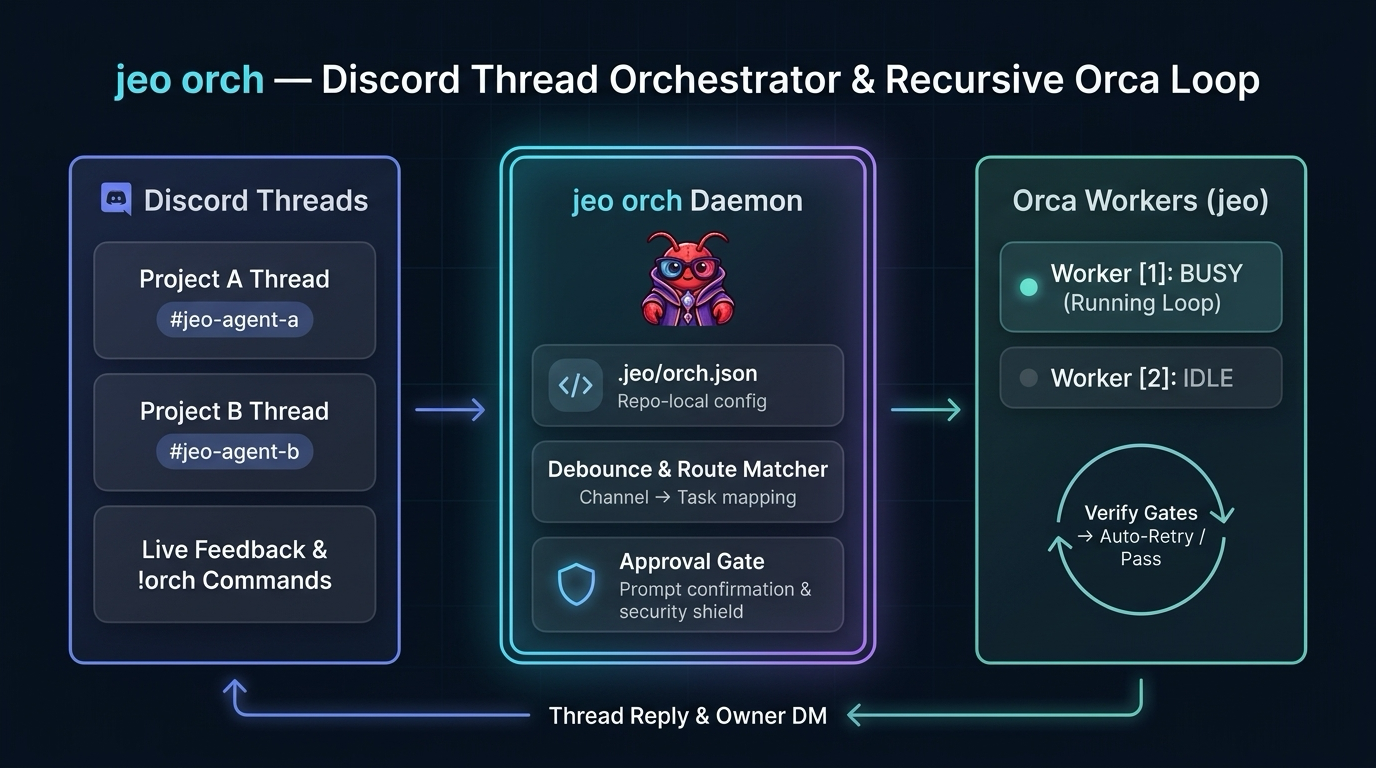 jeo orch — Discord Thread Orchestrator & Recursive Orca Loop
Discord Threads
Project A Thread
#jeo-agent-a
Project B Thread
#jeo-agent-b
Live Feedback &
!orch Commands
jeo orch Daemon
</>
.jeo/orch.json
Repo-local config
Debounce & Route Matcher
Channel → Task mapping
Approval Gate
Prompt confirmation &
security shield
Orca Workers (jeo)
Worker [1]: BUSY
(Running Loop)
Worker [2]: IDLE
Verify Gates
→ Auto-Retry /
Pass
Thread Reply & Owner DM